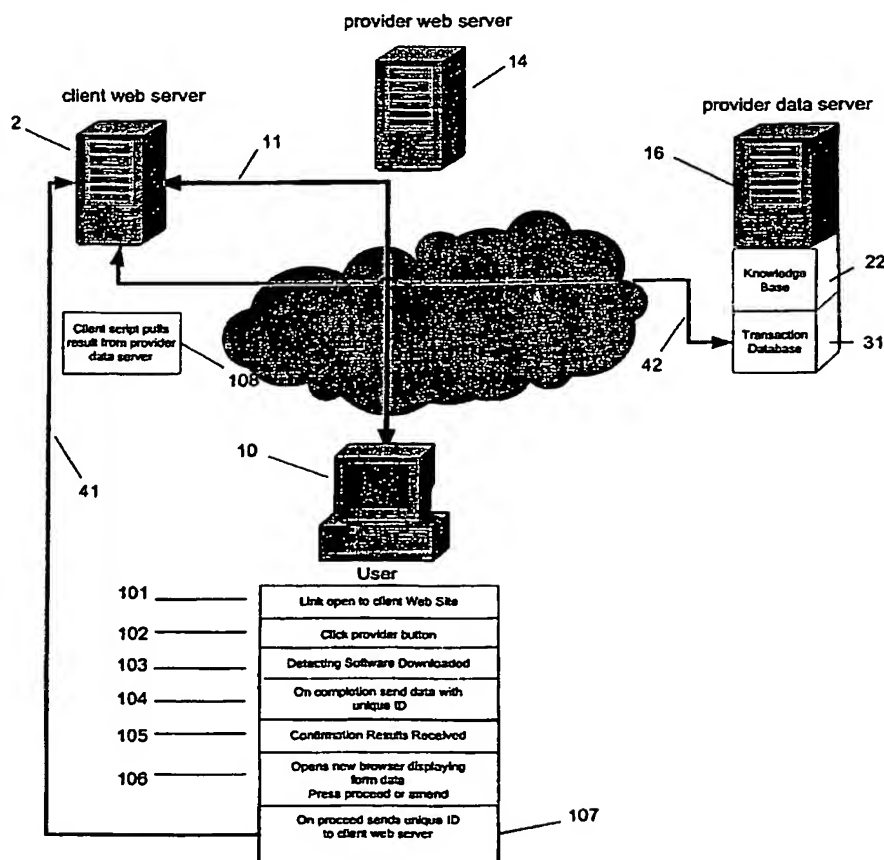 provider web server
14
client web server
provider data server
2
11
16
22
Knowledge
Base
Client script pulls
result from provider
data server
Transaction
Database
31
108
42
10
41
User
101
Link open to client Web Site
102
Click provider button
103
Detecting Software Downloaded
104
On completion send data with
unique ID
105
Confirmation Results Received
106
Opens new browser displaying
form data
Press proceed or amend
On proceed sends unique ID
to client web server
107